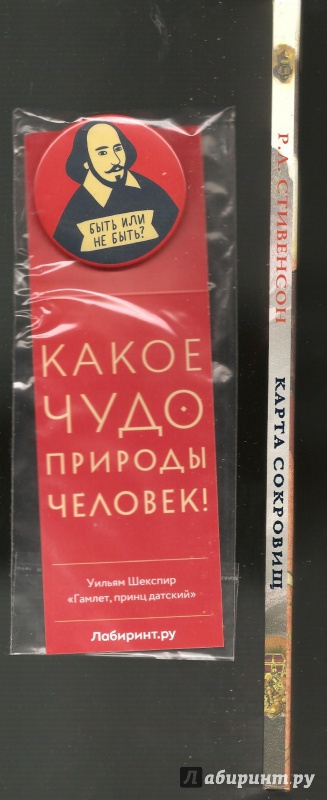 БЫТЬ ИЛИ
НЕ БЫТЬ?
КАКОЕ
ЧУДО
ПРИРОДЫ
ЧЕЛОВЕК!
Уильям Шекспир
«Гамлет, принц датский»
Лабиринт.ру
Р. Л. СТИВЕНСОН
КАРТА СОКРОВИЩ
Лабиринт.ру